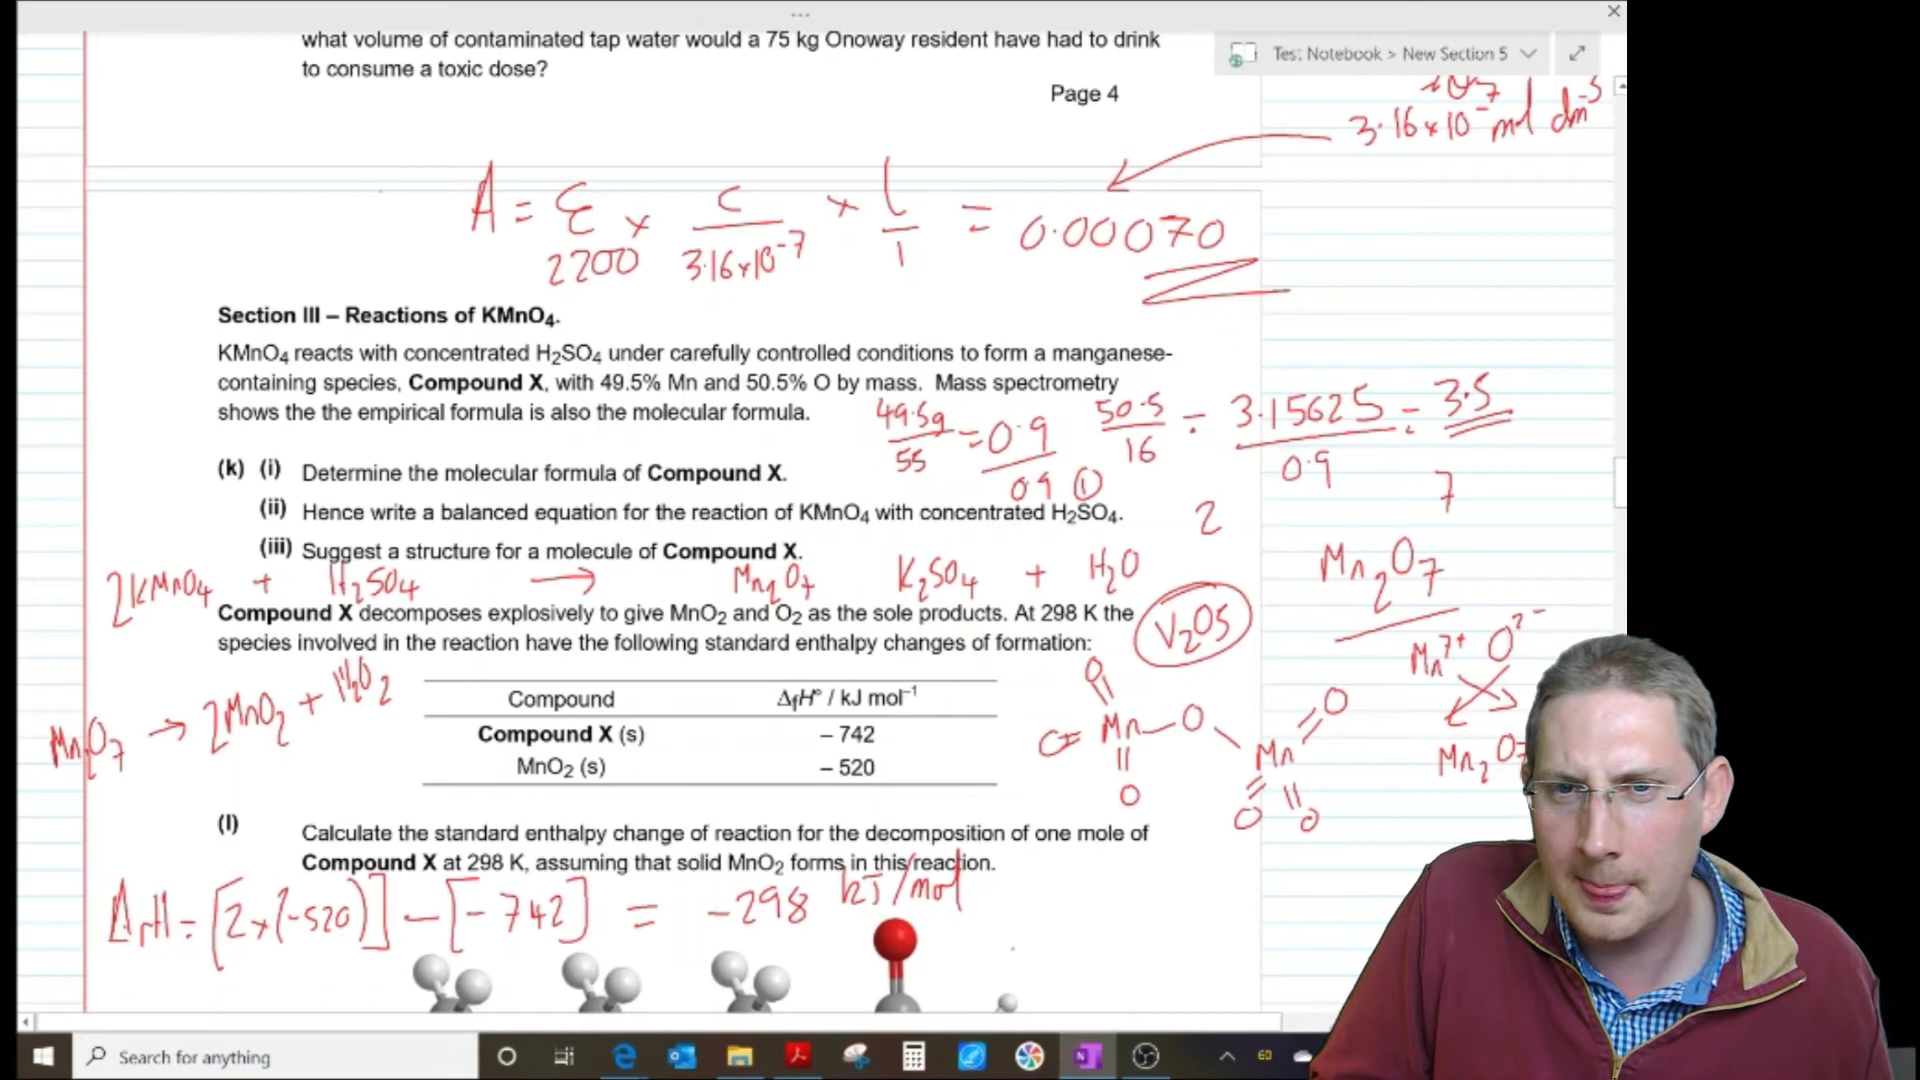 what volume of contaminated tap water would a 75 kg Onoway resident have had to drink
to consume a toxic dose?
Test Notebook > New Section 5
Page 4
3.16x10⁻⁷ mol dm⁻³
A = ε x c x l = 0.00070
2200 3.16x10⁻⁷ 1
Section III – Reactions of KMnO₄.
KMnO₄ reacts with concentrated H₂SO₄ under carefully controlled conditions to form a manganese-
containing species, Compound X, with 49.5% Mn and 50.5% O by mass. Mass spectrometry
shows the the empirical formula is also the molecular formula.
49.5g = 0.9 50.5 = 3.15625 = 3.5
55 0.9 ① 16 0.9 7
(k) (i) Determine the molecular formula of Compound X.
(ii) Hence write a balanced equation for the reaction of KMnO₄ with concentrated H₂SO₄.
2
(iii) Suggest a structure for a molecule of Compound X.
Mn₂O₇
2KMnO₄ + H₂SO₄ → Mn₂O₇ K₂SO₄ + H₂O
Compound X decomposes explosively to give MnO₂ and O₂ as the sole products. At 298 K the
species involved in the reaction have the following standard enthalpy changes of formation:
V₂O5
Mn⁷⁺ O²⁻
Mn₂O₇
Mn₂O₇ → 2MnO₂ + 1½O₂
Compound ΔfH° / kJ mol⁻¹
Compound X (s) – 742
MnO₂ (s) – 520
O
O=Mn–O–Mn=O
O O O
(l) Calculate the standard enthalpy change of reaction for the decomposition of one mole of
Compound X at 298 K, assuming that solid MnO₂ forms in this reaction.
ΔrH = [2x(-520)] – [-742] = -298 kJ/mol
Search for anything
60